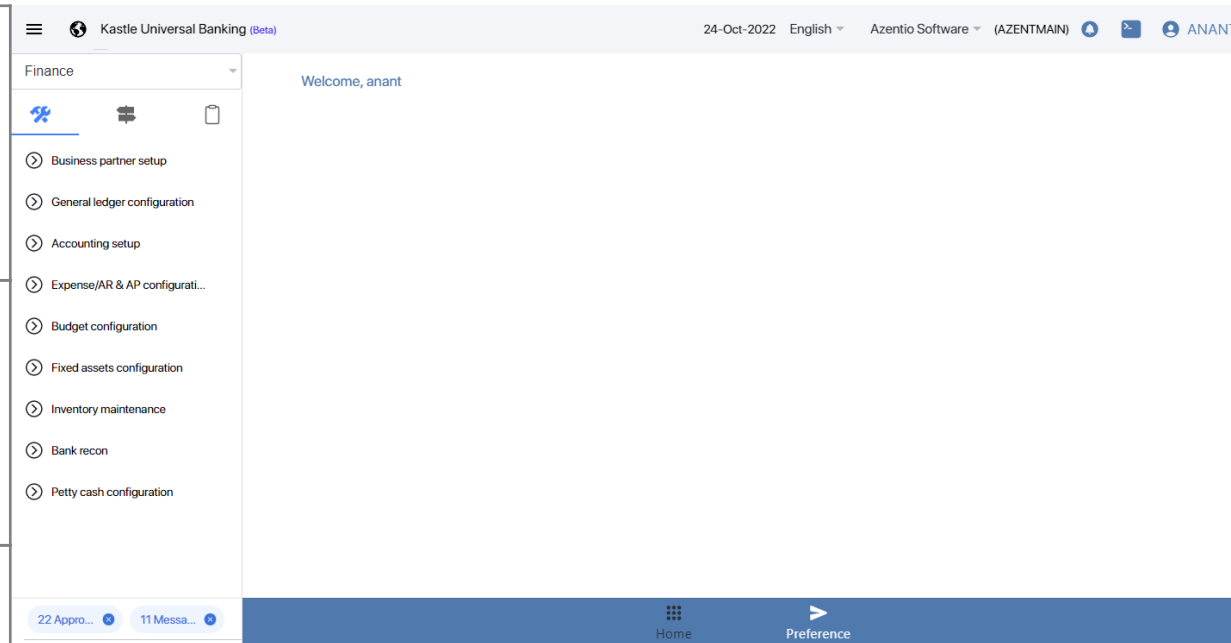 Kastle Universal Banking (Beta)
24-Oct-2022 English Azentio Software (AZENTMAIN) ANANT
Finance
Welcome, anant
Business partner setup
General ledger configuration
Accounting setup
Expense/AR & AP configurati...
Budget configuration
Fixed assets configuration
Inventory maintenance
Bank recon
Petty cash configuration
22 Appro... 11 Messa...
Home Preference